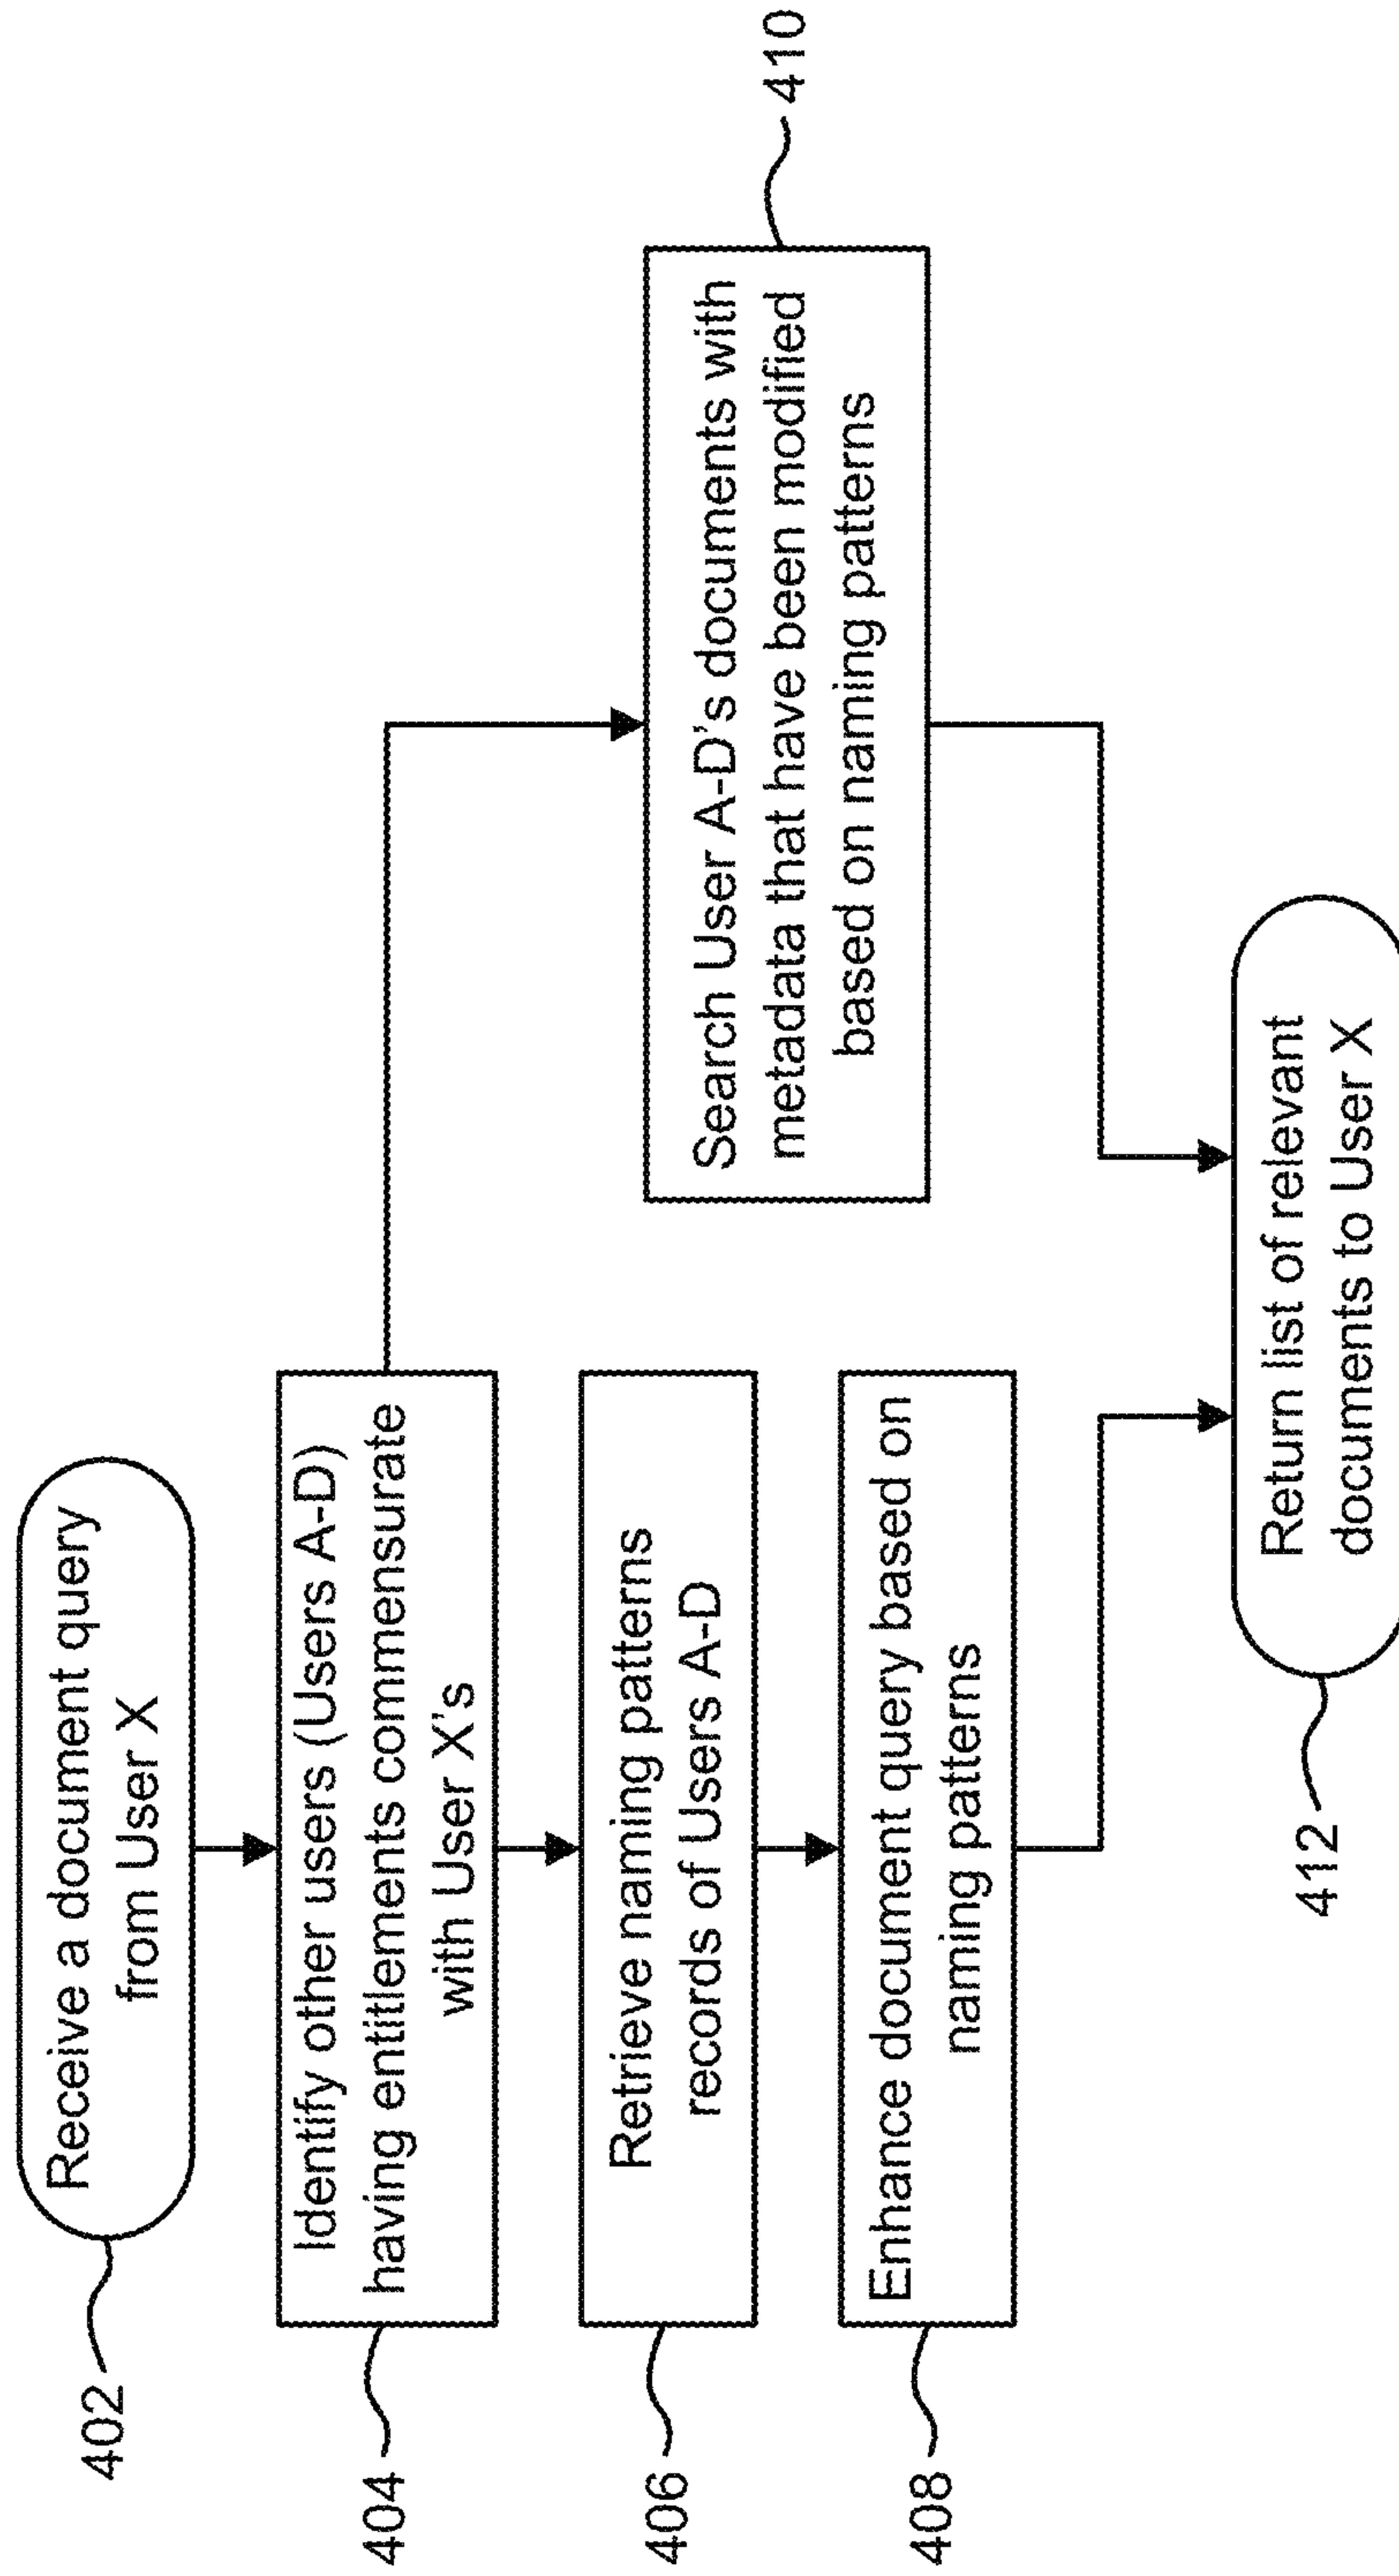 402
Receive a document query
from User X
404
Identify other users (Users A-D)
having entitlements commensurate
with User X's
406
Retrieve naming patterns
records of Users A-D
408
Enhance document query based on
naming patterns
Search User A-D's documents with
metadata that have been modified
based on naming patterns
410
412
Return list of relevant
documents to User X